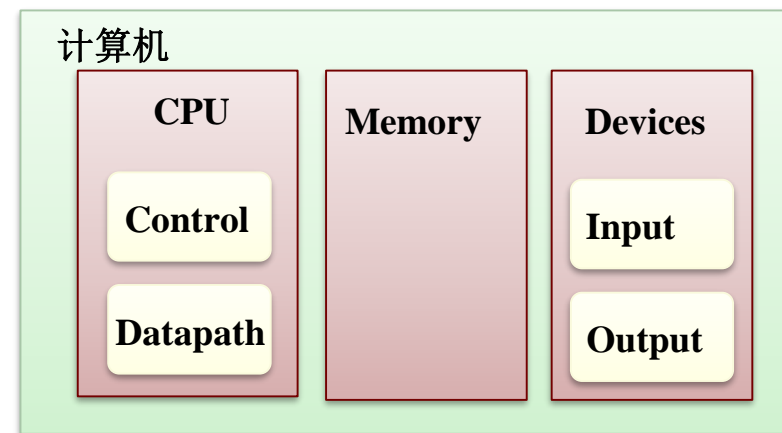 计算机
CPU
Control
Datapath
Memory
Devices
Input
Output